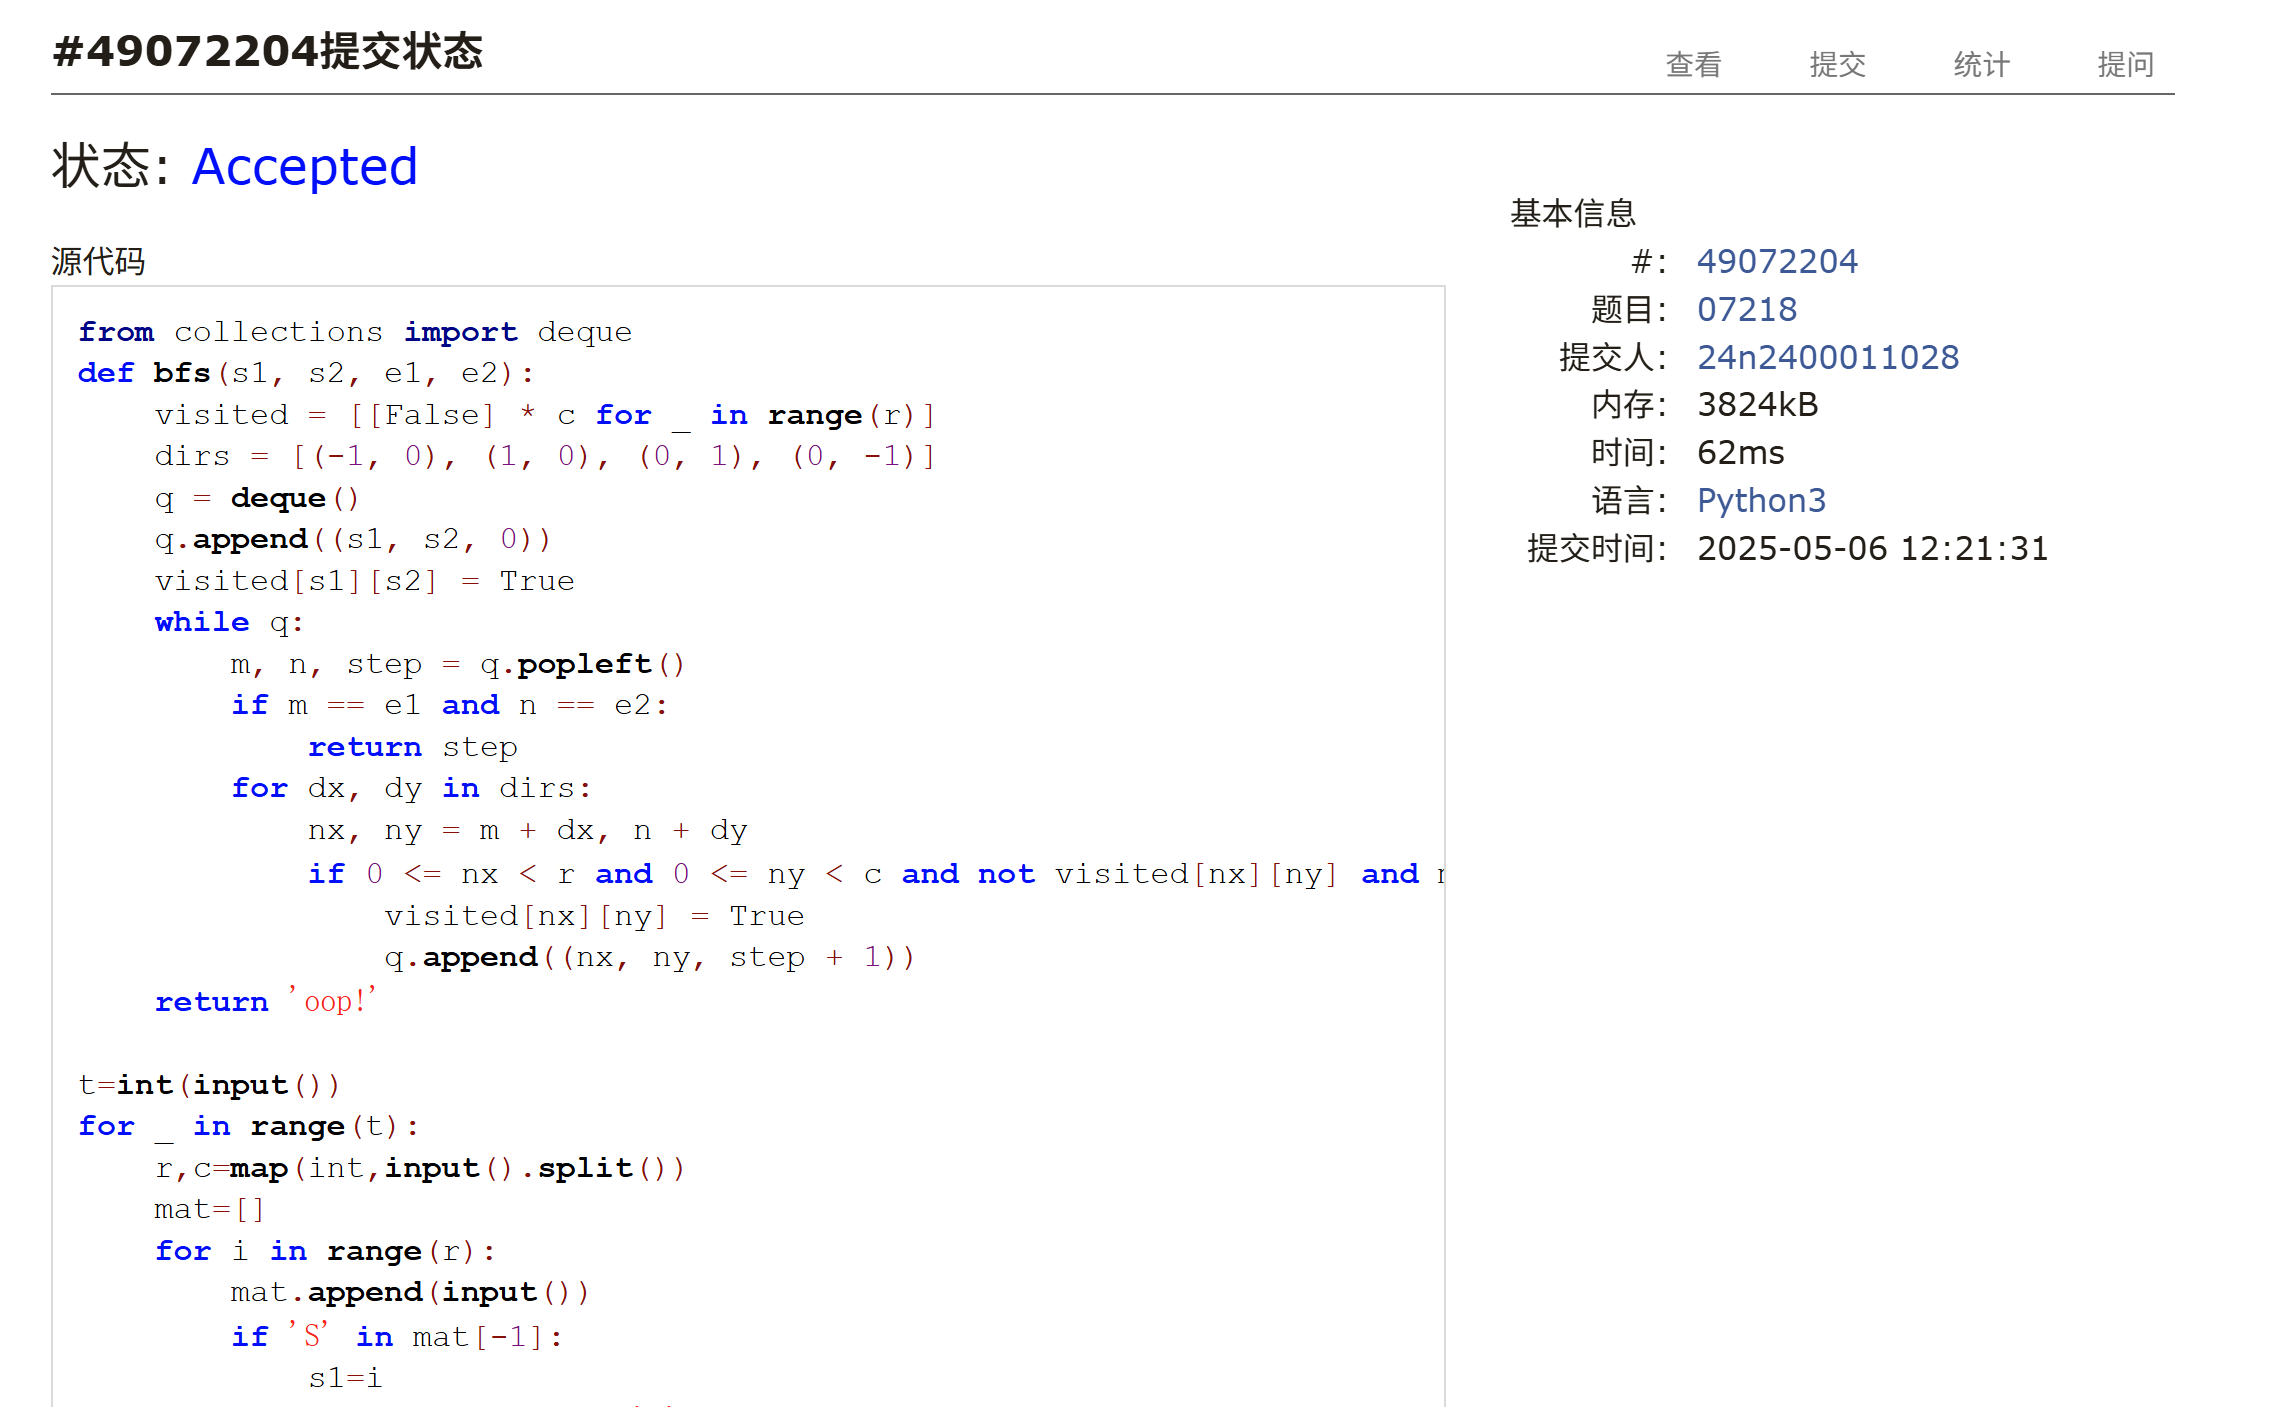 #49072204提交状态
查看 提交 统计 提问
状态: Accepted
源代码
from collections import deque
def bfs(s1, s2, e1, e2):
    visited = [[False] * c for _ in range(r)]
    dirs = [(-1, 0), (1, 0), (0, 1), (0, -1)]
    q = deque()
    q.append((s1, s2, 0))
    visited[s1][s2] = True
    while q:
        m, n, step = q.popleft()
        if m == e1 and n == e2:
            return step
        for dx, dy in dirs:
            nx, ny = m + dx, n + dy
            if 0 <= nx < r and 0 <= ny < c and not visited[nx][ny] and
                visited[nx][ny] = True
                q.append((nx, ny, step + 1))
    return 'oop!'
t=int(input())
for _ in range(t):
    r,c=map(int,input().split())
    mat=[]
    for i in range(r):
        mat.append(input())
        if 'S' in mat[-1]:
            s1=i
基本信息
#: 49072204
题目: 07218
提交人: 24n2400011028
内存: 3824kB
时间: 62ms
语言: Python3
提交时间: 2025-05-06 12:21:31